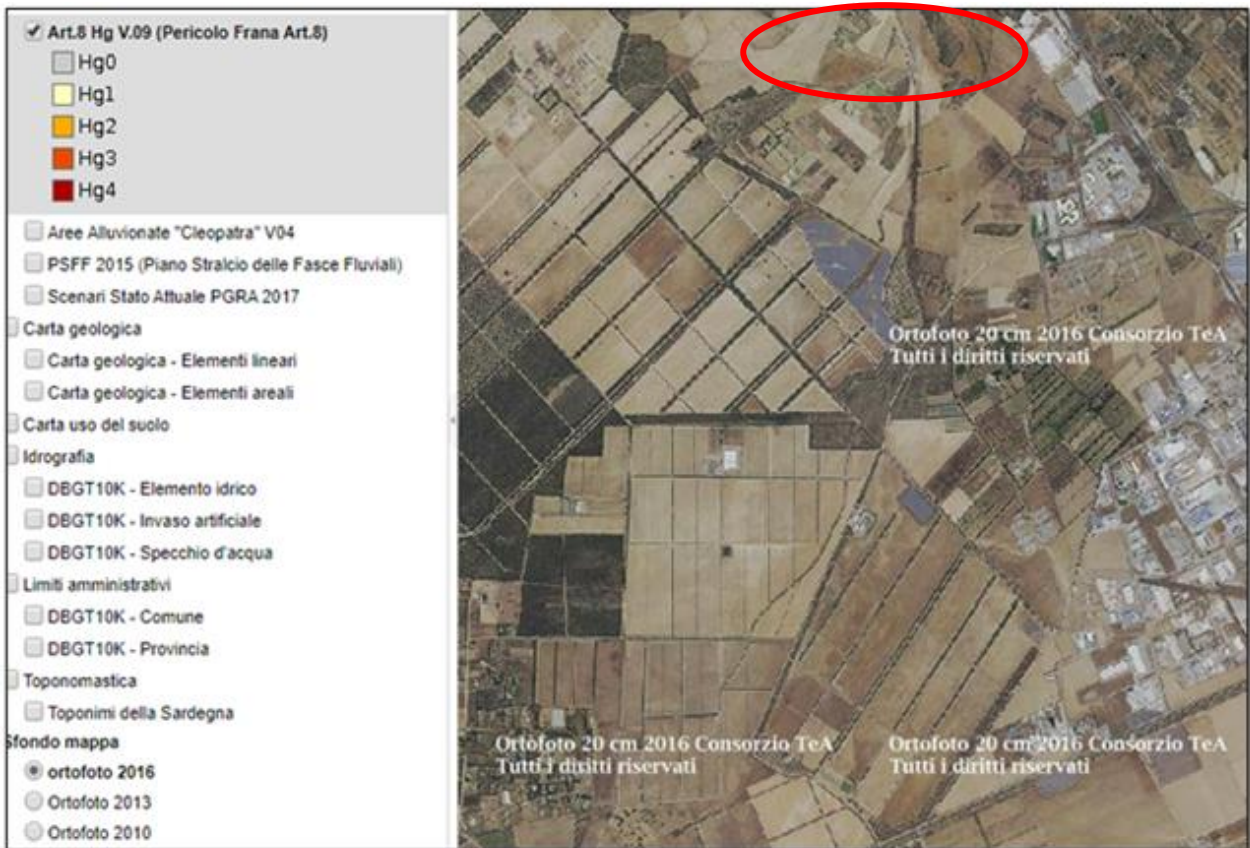 Art.8 Hg V.09 (Pericolo Frana Art.8)
Hg0
Hg1
Hg2
Hg3
Hg4
Aree Alluvionate "Cleopatra" V04
PSFF 2015 (Piano Stralcio delle Fasce Fluviali)
Scenari Stato Attuale PGRA 2017
Carta geologica
Carta geologica - Elementi lineari
Carta geologica - Elementi areali
Carta uso del suolo
Idrografia
DBGT10K - Elemento idrico
DBGT10K - Invaso artificiale
DBGT10K - Specchio d'acqua
Limiti amministrativi
DBGT10K - Comune
DBGT10K - Provincia
Toponomastica
Toponimi della Sardegna
Sfondo mappa
ortofoto 2016
Ortofoto 2013
Ortofoto 2010
Ortofoto 20 cm 2016 Consorzio TeA
Tutti i diritti riservati
Ortofoto 20 cm 2016 Consorzio TeA
Tutti i diritti riservati
Ortofoto 20 cm 2016 Consorzio TeA
Tutti i diritti riservati